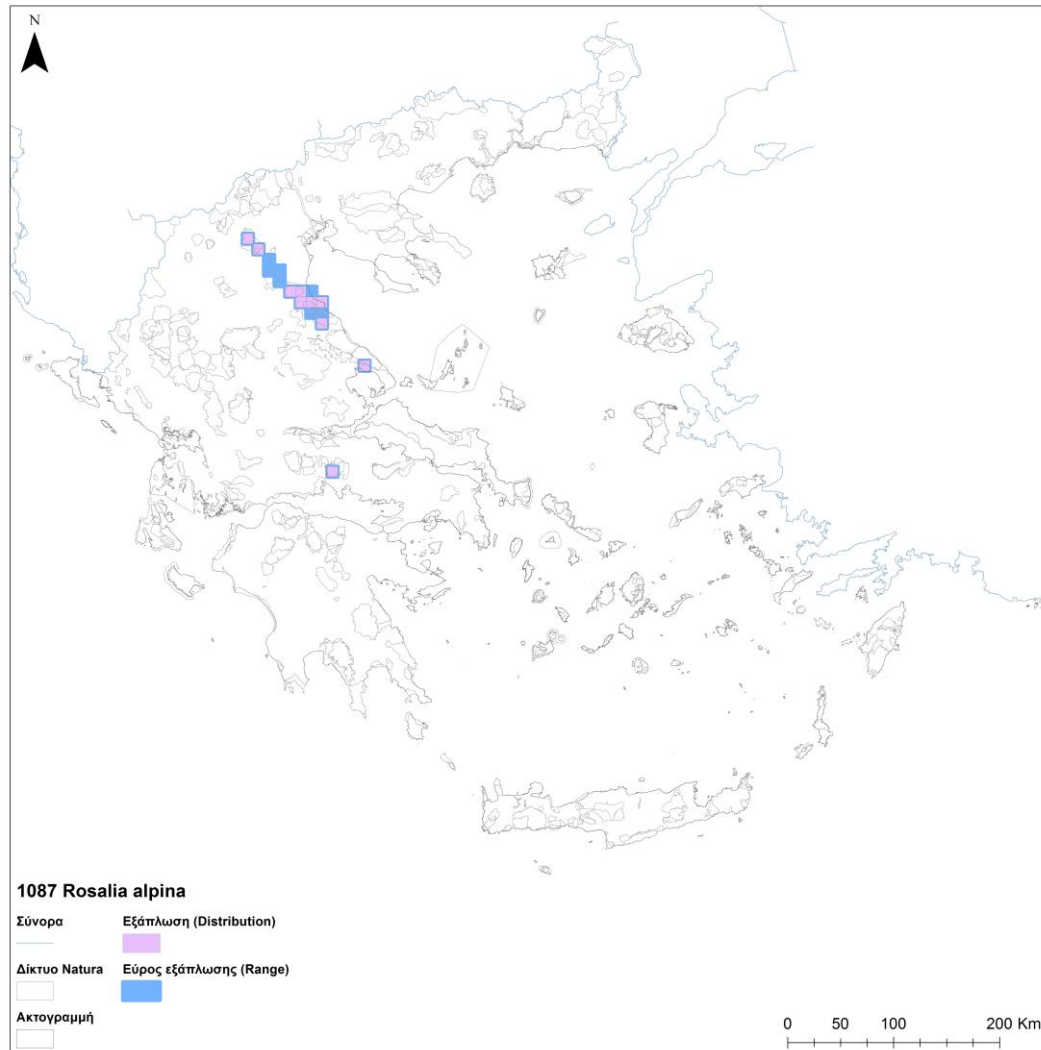 N
1087 Rosalia alpina
Σύνορα Εξάπλωση (Distribution)
Δίκτυο Natura Εύρος εξάπλωσης (Range)
Ακτογραμμή
0 50 100 200 Km